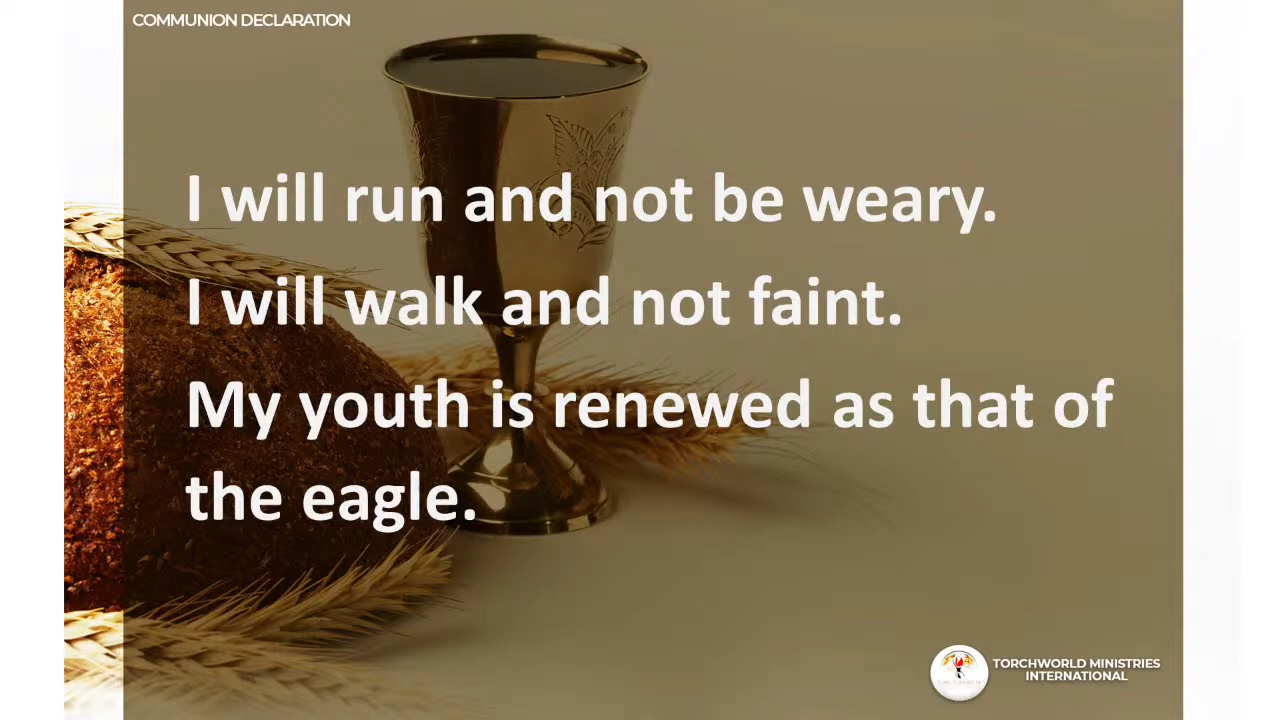 COMMUNION DECLARATION
I will run and not be weary.
I will walk and not faint.
My youth is renewed as that of
the eagle.
TORCHWORLD MINISTRIES
INTERNATIONAL